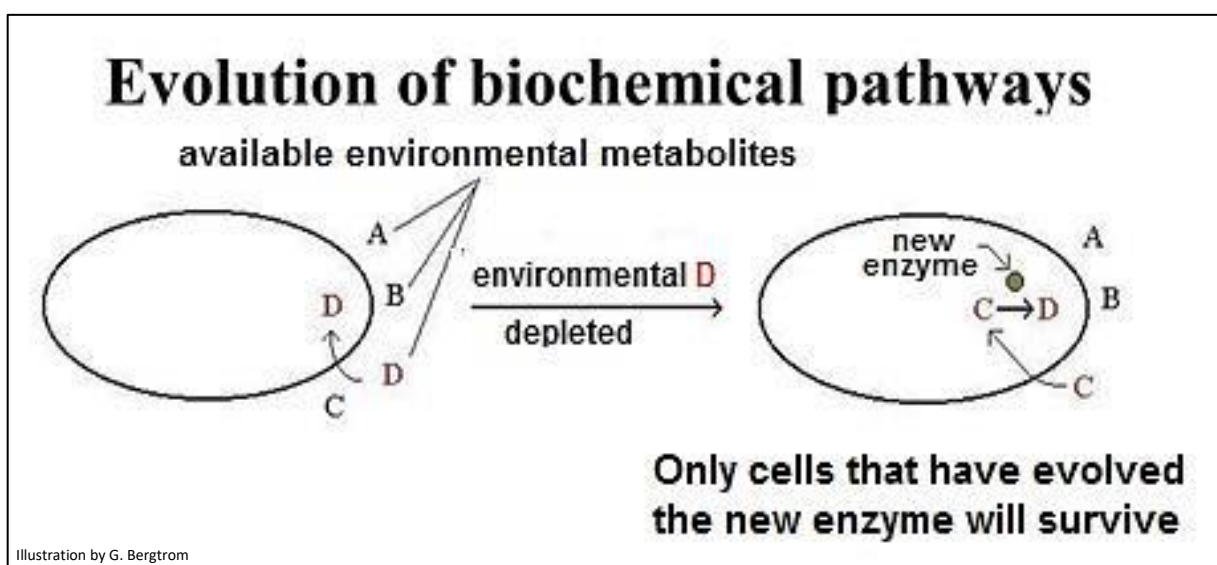 Evolution of biochemical pathways
available environmental metabolites
A
B
D
D
C
environmental D
depleted
new
enzyme
A
B
C → D
C
Only cells that have evolved
the new enzyme will survive
Illustration by G. Bergtrom